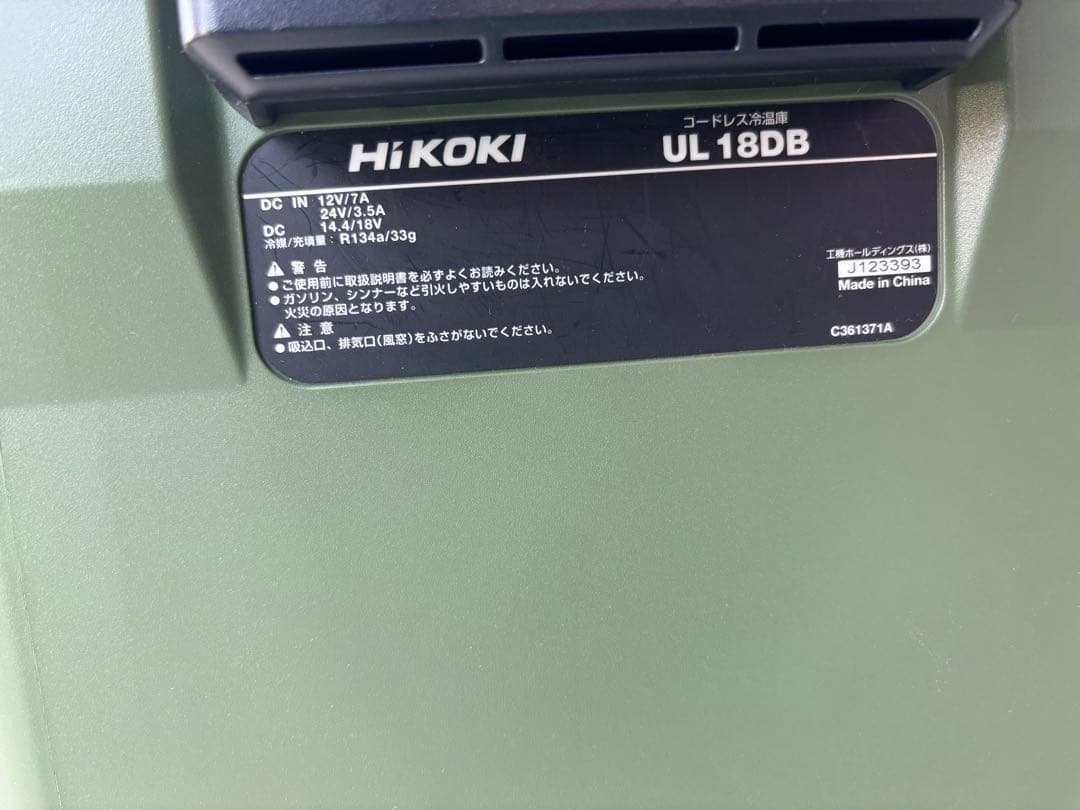 HiKOKI
コードレス冷温庫
UL 18DB
DC IN 12V/7A
24V/3.5A
DC 14.4/18V
冷媒/充填量: R134a/33g
警告
●ご使用前に取扱説明書を必ずよくお読みください。
●ガソリン、シンナーなど引火しやすいものは入れないでください。
火災の原因となります。
注意
●吸込口、排気口(風窓)をふさがないでください。
工機ホールディングス(株)
J123393
Made in China
C361371A